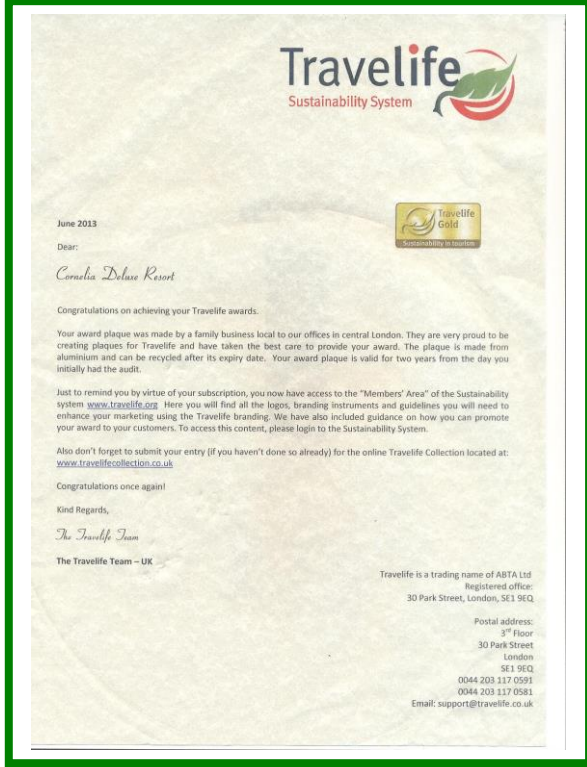 Travelife
Sustainability System
Travelife
Gold
Sustainability in tourism
June 2013
Dear:
Cornelia Deluxe Resort
Congratulations on achieving your Travelife awards.
Your award plaque was made by a family business local to our offices in central London. They are very proud to be
creating plaques for Travelife and have taken the best care to provide your award. The plaque is made from
aluminium and can be recycled after its expiry date. Your award plaque is valid for two years from the day you
initially had the audit.
Just to remind you by virtue of your subscription, you now have access to the "Members' Area" of the Sustainability
system www.travelife.org Here you will find all the logos, branding instruments and guidelines you will need to
enhance your marketing using the Travelife branding. We have also included guidance on how you can promote
your award to your customers. To access this content, please login to the Sustainability System.
Also don't forget to submit your entry (if you haven't done so already) for the online Travelife Collection located at:
www.travelifecollection.co.uk
Congratulations once again!
Kind Regards,
The Travelife Team
The Travelife Team – UK
Travelife is a trading name of ABTA Ltd
Registered office:
30 Park Street, London, SE1 9EQ
Postal address:
3rd Floor
30 Park Street
London
SE1 9EQ
0044 203 117 0591
0044 203 117 0581
Email: support@travelife.co.uk